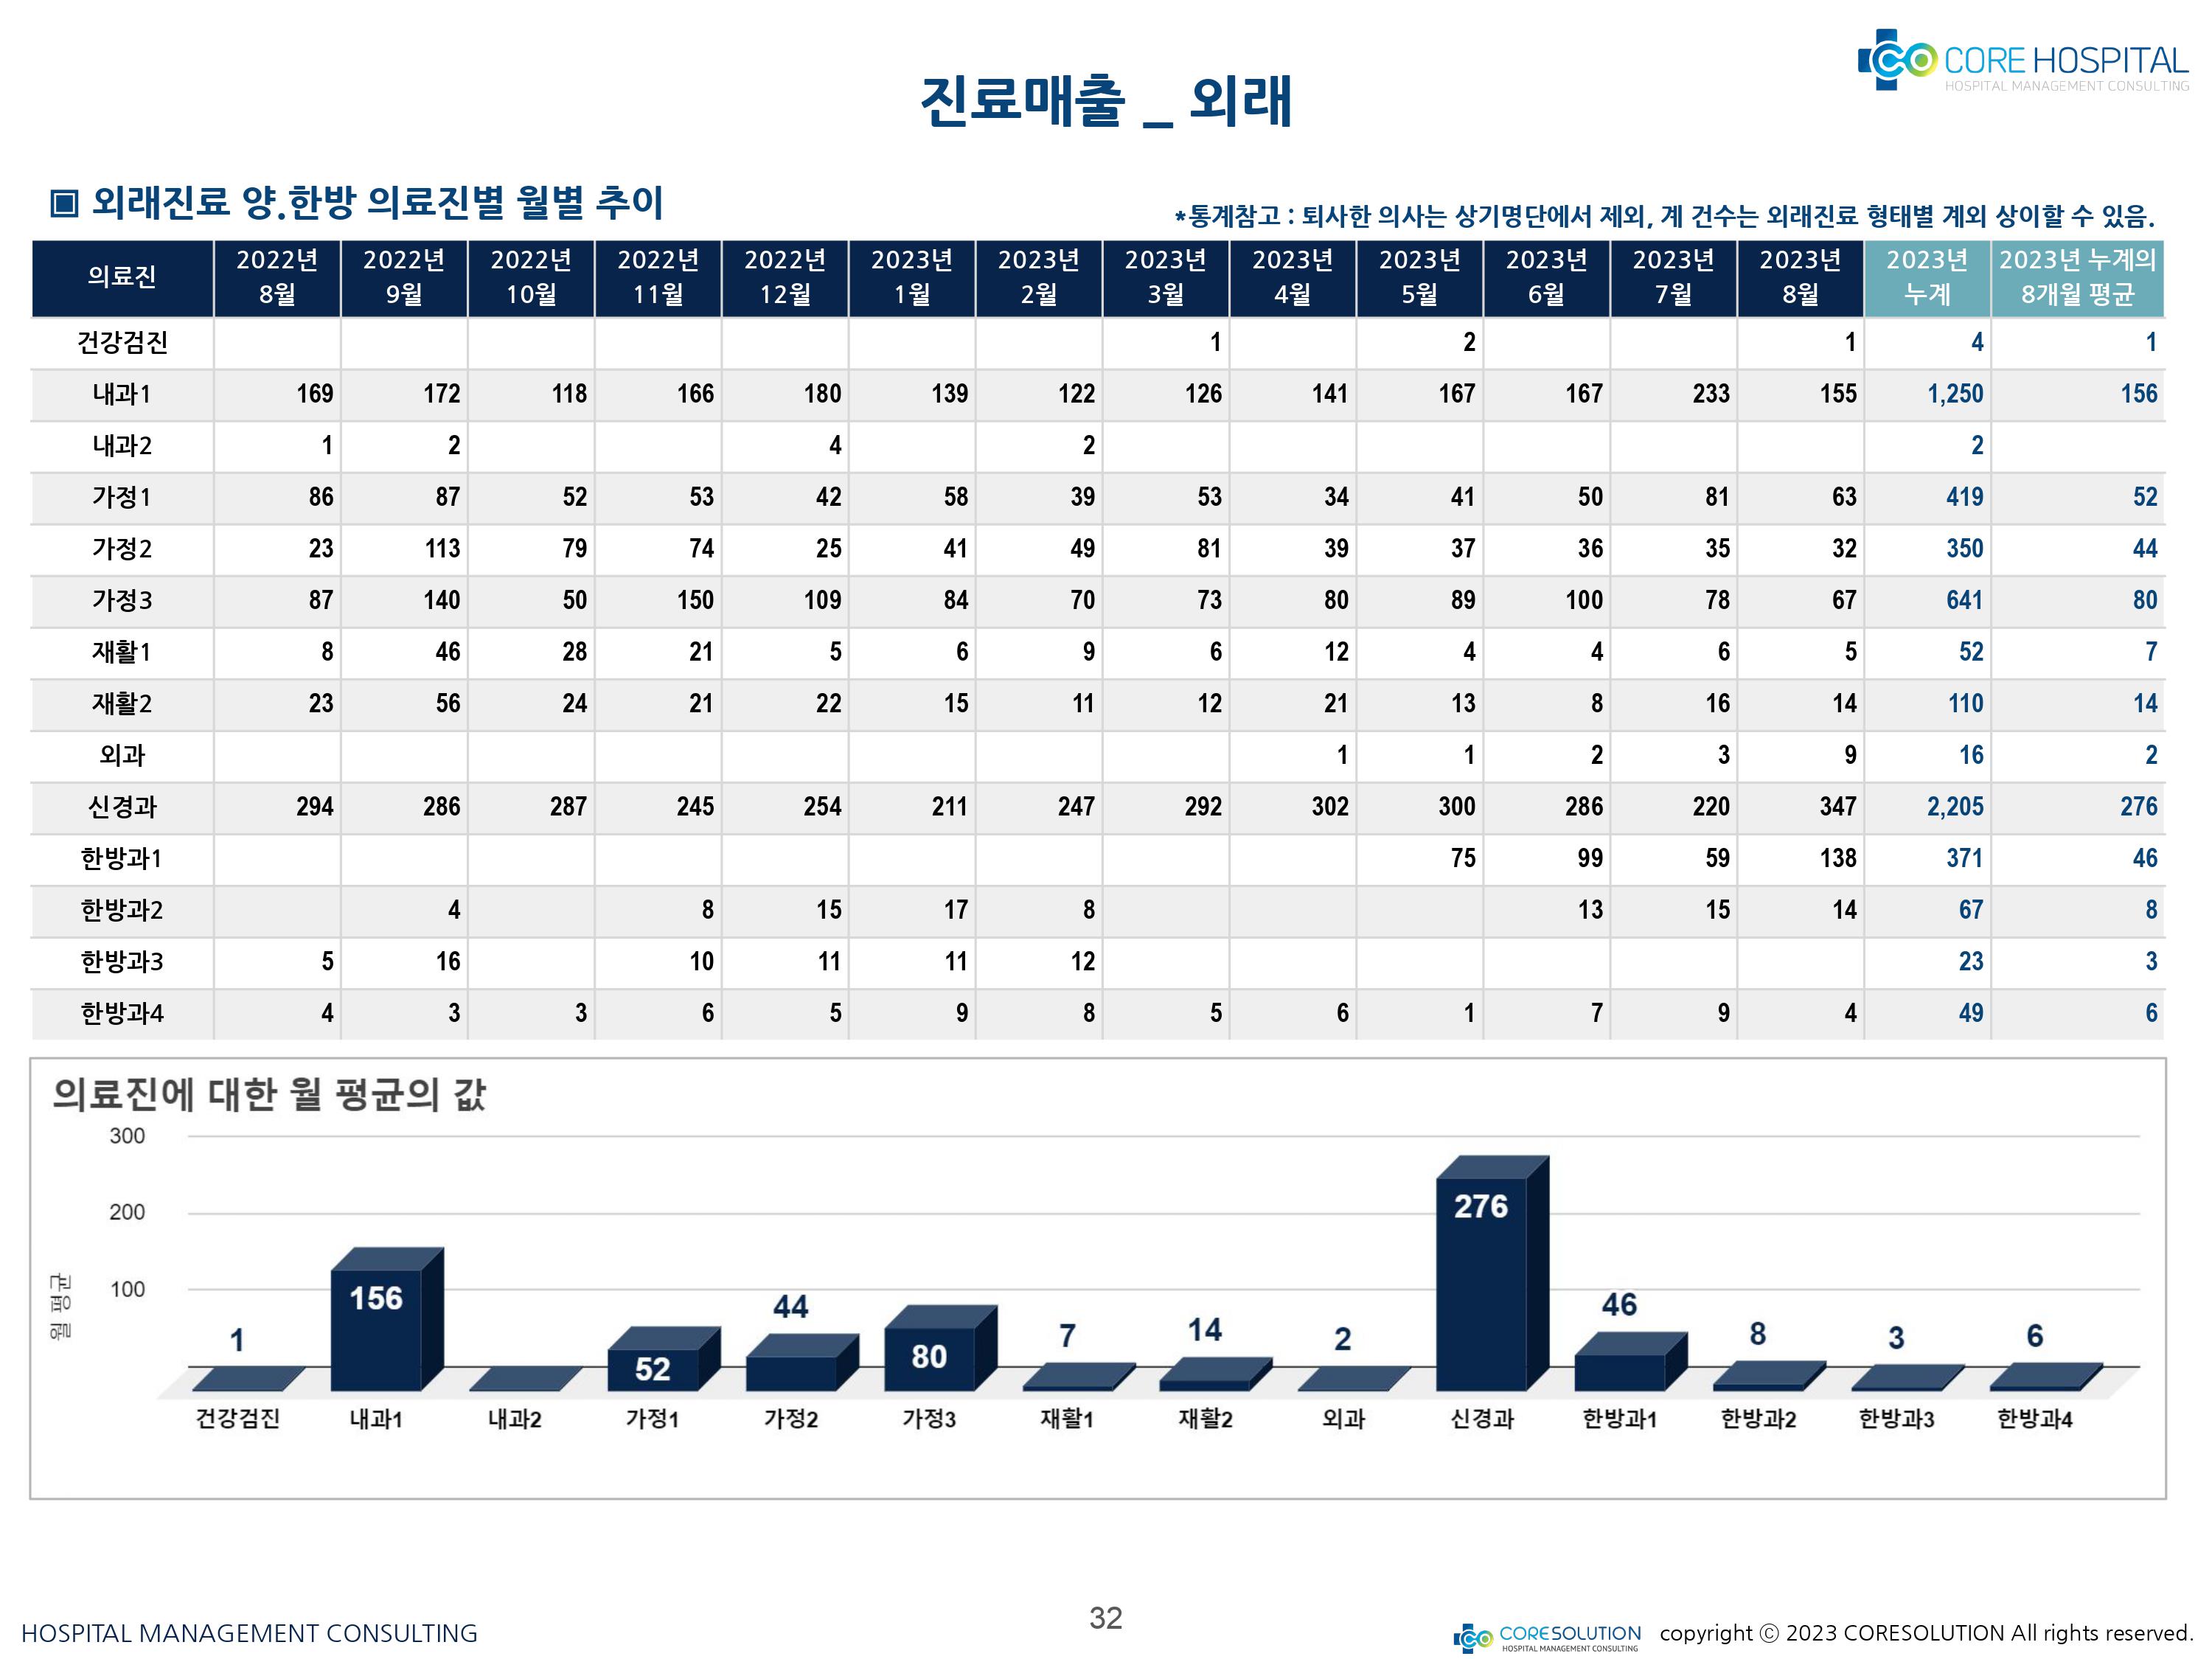 CO CORE HOSPITAL
HOSPITAL MANAGEMENT CONSULTING
진료매출 _ 외래
▣ 외래진료 양.한방 의료진별 월별 추이
*통계참고 : 퇴사한 의사는 상기명단에서 제외, 계 건수는 외래진료 형태별 계외 상이할 수 있음.
의료진 2022년 8월 2022년 9월 2022년 10월 2022년 11월 2022년 12월 2023년 1월 2023년 2월 2023년 3월 2023년 4월 2023년 5월 2023년 6월 2023년 7월 2023년 8월 2023년 누계 2023년 누계의 8개월 평균
건강검진 1 2 1 4 1
내과1 169 172 118 166 180 139 122 126 141 167 167 233 155 1,250 156
내과2 1 2 4 2 2
가정1 86 87 52 53 42 58 39 53 34 41 50 81 63 419 52
가정2 23 113 79 74 25 41 49 81 39 37 36 35 32 350 44
가정3 87 140 50 150 109 84 70 73 80 89 100 78 67 641 80
재활1 8 46 28 21 5 6 9 6 12 4 4 6 5 52 7
재활2 23 56 24 21 22 15 11 12 21 13 8 16 14 110 14
외과 1 1 2 3 9 16 2
신경과 294 286 287 245 254 211 247 292 302 300 286 220 347 2,205 276
한방과1 75 99 59 138 371 46
한방과2 4 8 15 17 8 13 15 14 67 8
한방과3 5 16 10 11 11 12 23 3
한방과4 4 3 3 6 5 9 8 5 6 1 7 9 4 49 6
의료진에 대한 월 평균의 값
300
200
100
월 평균
1 156 52 44 80 7 14 2 276 46 8 3 6
건강검진 내과1 내과2 가정1 가정2 가정3 재활1 재활2 외과 신경과 한방과1 한방과2 한방과3 한방과4
HOSPITAL MANAGEMENT CONSULTING
32
CO CORESOLUTION
HOSPITAL MANAGEMENT CONSULTING
copyright ⓒ 2023 CORESOLUTION All rights reserved.